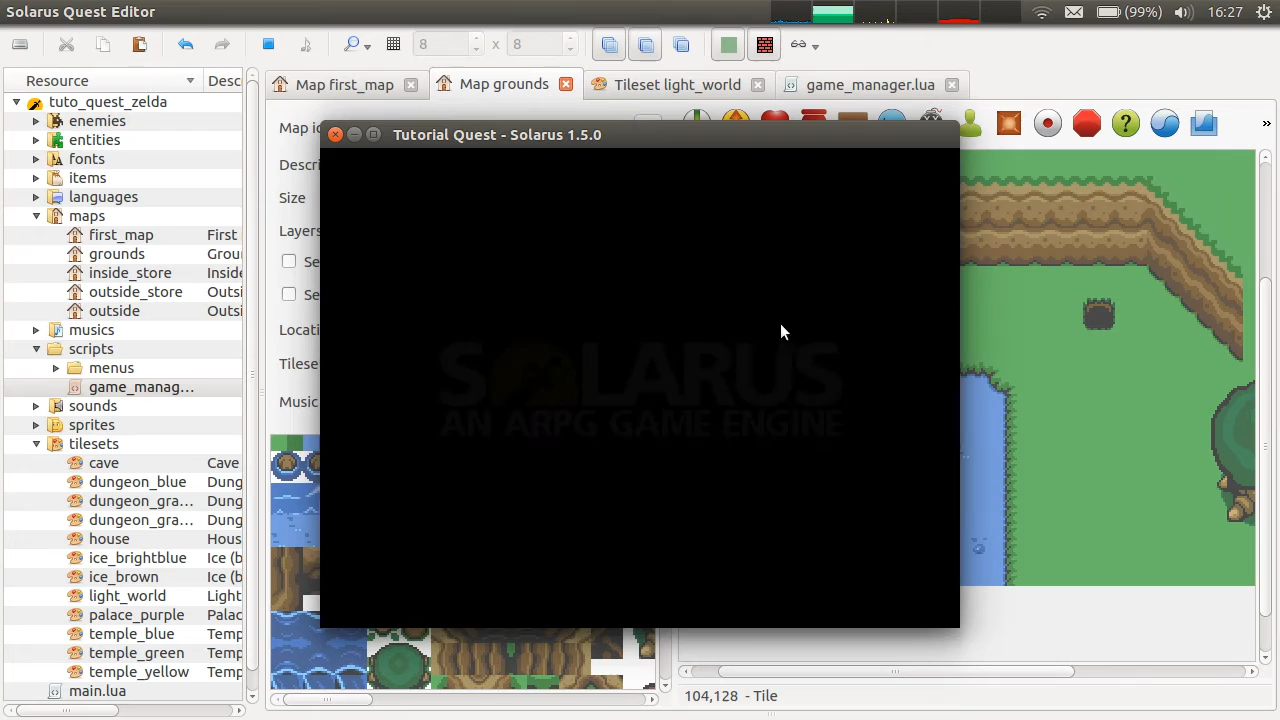 Solarus Quest Editor
(99%)
16:27
8 x 8
Resource
Desc
Map first_map
Map grounds
Tileset light_world
game_manager.lua
tuto_quest_zelda
enemies
entities
fonts
items
languages
maps
first_map First
grounds Grou
inside_store Insid
outside_store Outsi
outside Outsi
musics
scripts
menus
game_manag...
sounds
sprites
tilesets
cave Cave
dungeon_blue Dung
dungeon_gra... Dung
dungeon_gra... Dung
house Hous
ice_brightblue Ice (b
ice_brown Ice (b
light_world Light
palace_purple Palac
temple_blue Temp
temple_green Temp
temple_yellow Temp
main.lua
Map id
Descri
Size
Layers
Se
Se
Locati
Tilese
Music
»
Tutorial Quest - Solarus 1.5.0
SOLARUS
AN ARPG GAME ENGINE
104,128 - Tile